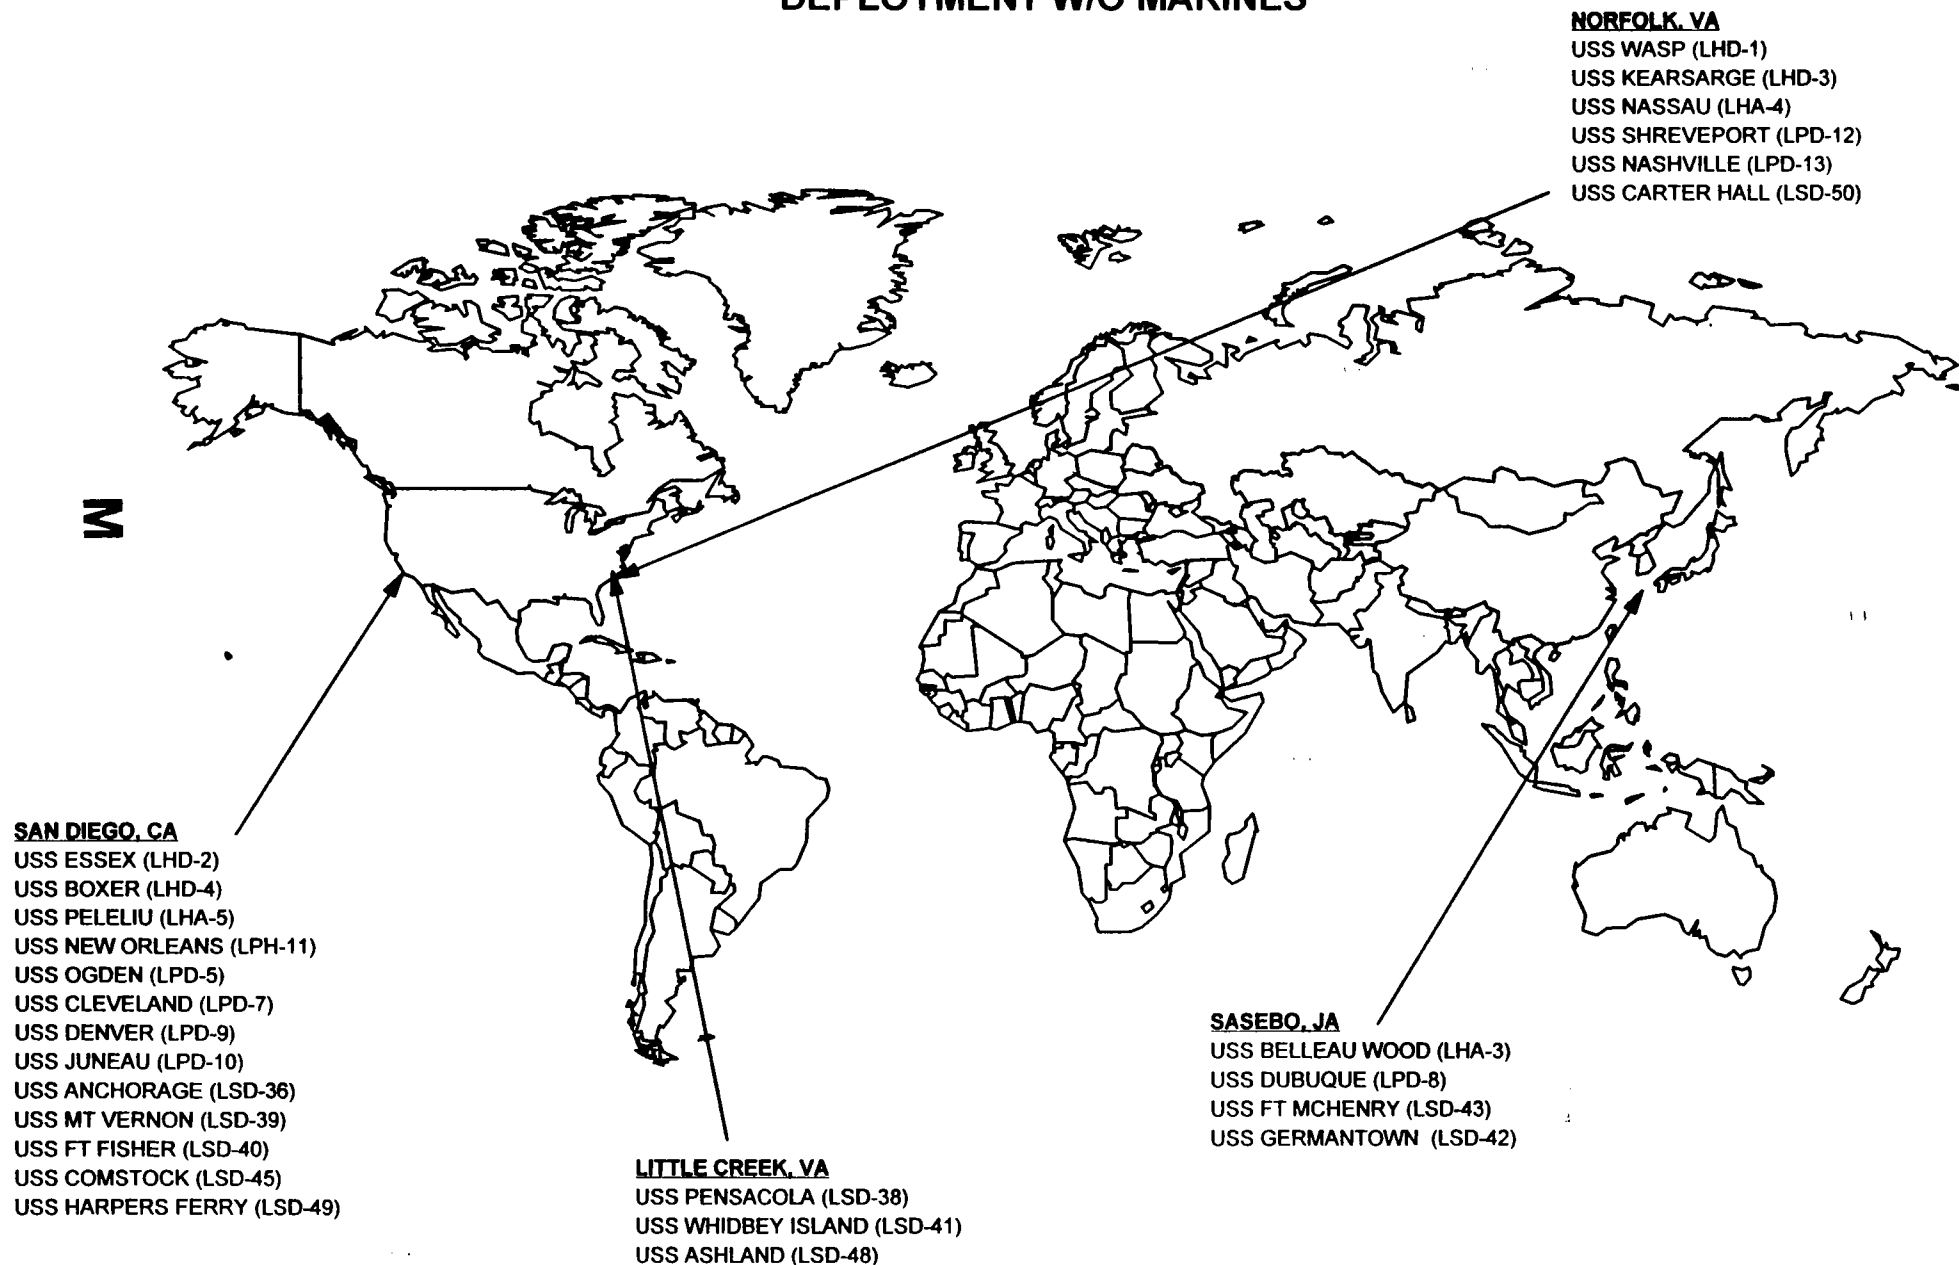 DEPLOYMENT W/O MARINES
NORFOLK, VA
USS WASP (LHD-1)
USS KEARSARGE (LHD-3)
USS NASSAU (LHA-4)
USS SHREVEPORT (LPD-12)
USS NASHVILLE (LPD-13)
USS CARTER HALL (LSD-50)
M
SAN DIEGO, CA
USS ESSEX (LHD-2)
USS BOXER (LHD-4)
USS PELELIU (LHA-5)
USS NEW ORLEANS (LPH-11)
USS OGDEN (LPD-5)
USS CLEVELAND (LPD-7)
USS DENVER (LPD-9)
USS JUNEAU (LPD-10)
USS ANCHORAGE (LSD-36)
USS MT VERNON (LSD-39)
USS FT FISHER (LSD-40)
USS COMSTOCK (LSD-45)
USS HARPERS FERRY (LSD-49)
LITTLE CREEK, VA
USS PENSACOLA (LSD-38)
USS WHIDBEY ISLAND (LSD-41)
USS ASHLAND (LSD-48)
SASEBO, JA
USS BELLEAU WOOD (LHA-3)
USS DUBUQUE (LPD-8)
USS FT MCHENRY (LSD-43)
USS GERMANTOWN (LSD-42)